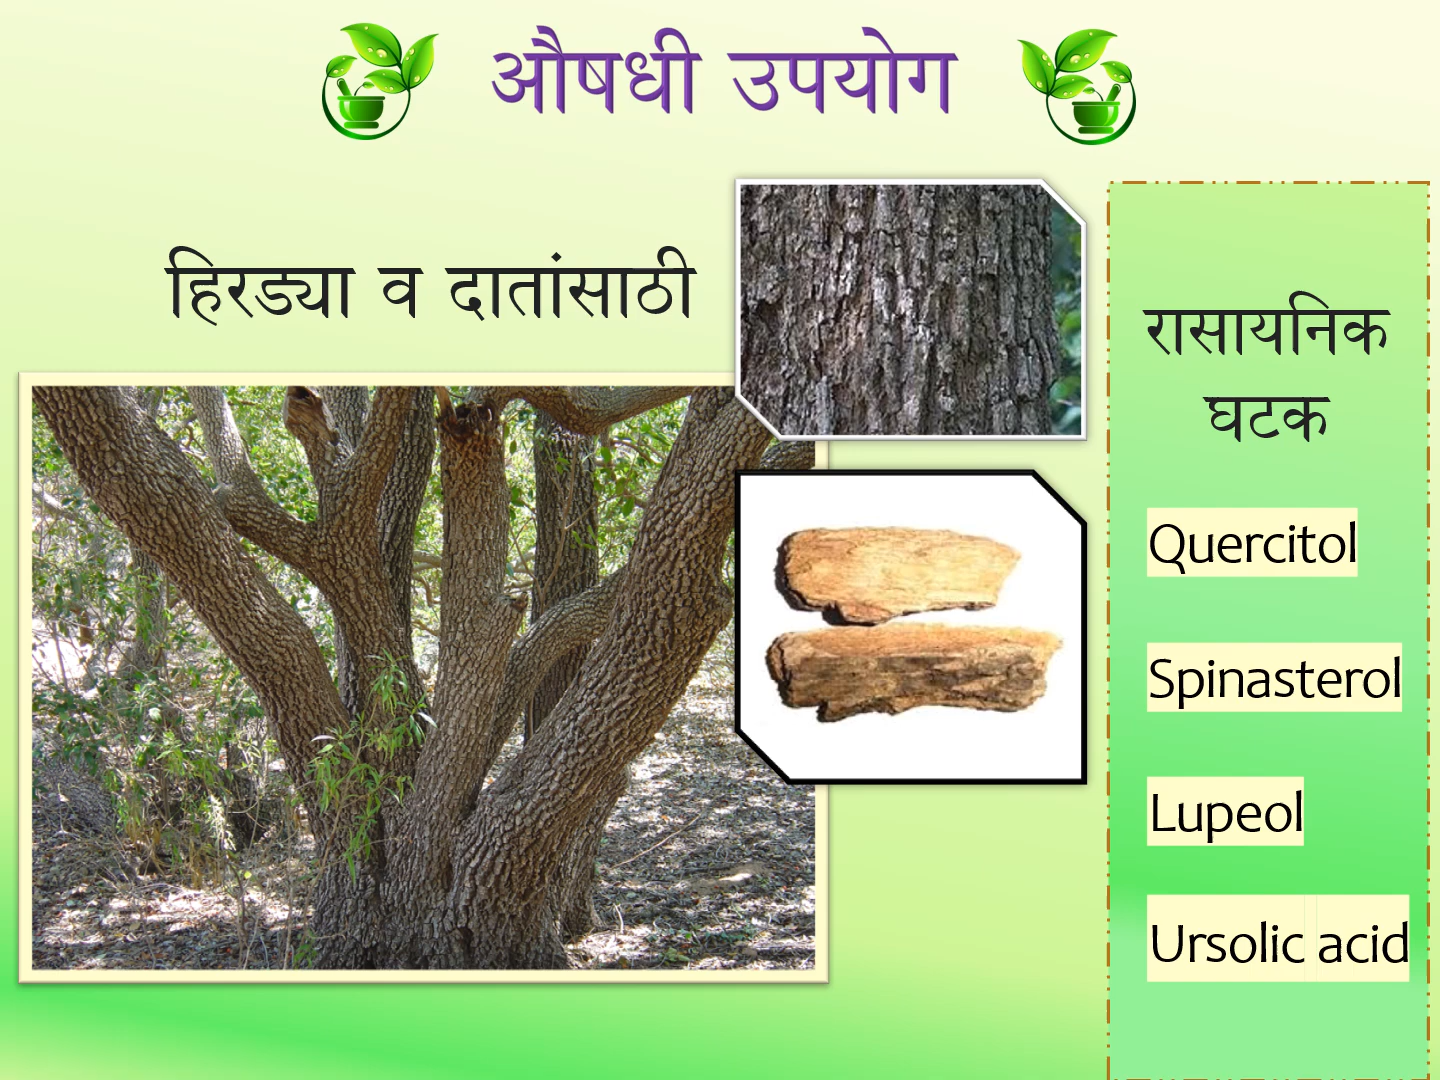 औषधी उपयोग
हिरड्या व दातांसाठी
रासायनिक
घटक
Quercitol
Spinasterol
Lupeol
Ursolic acid